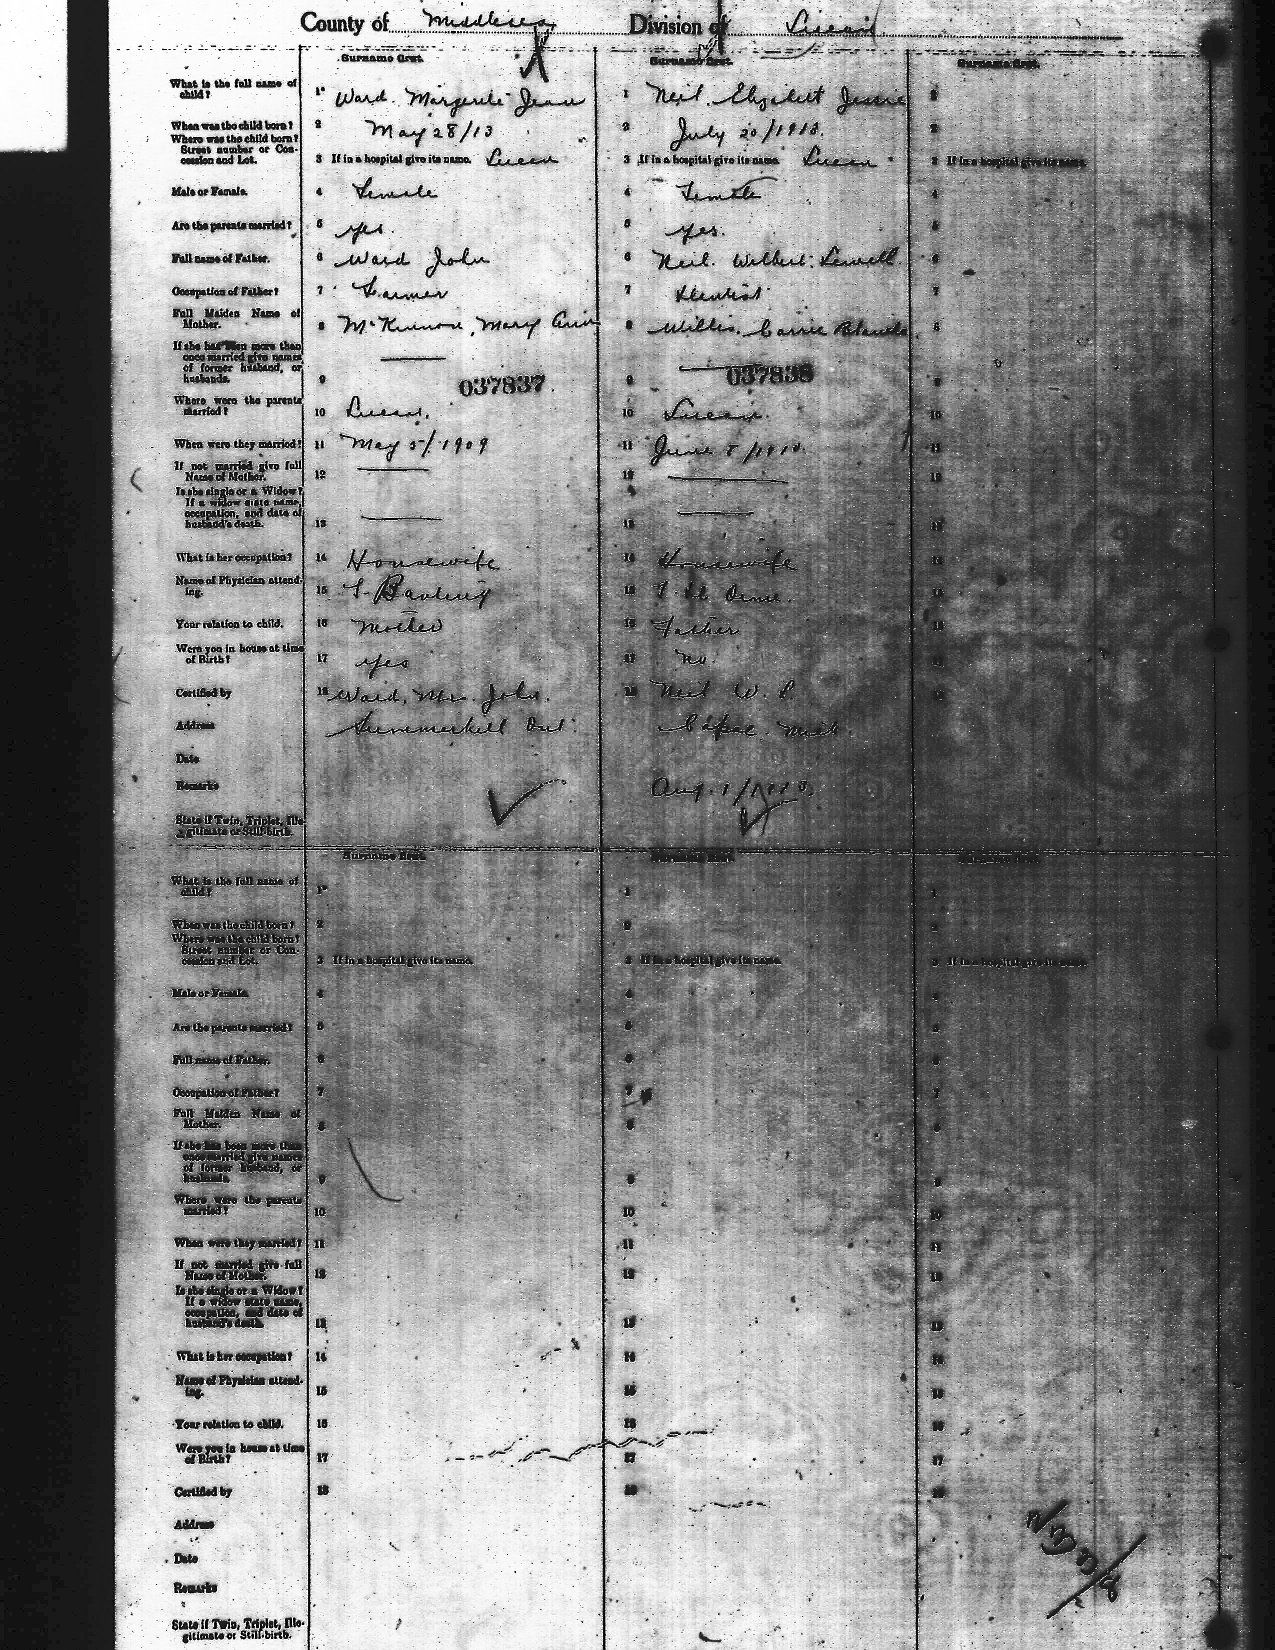 County of Middlesex Division of Lucan
Surname first. Surname first. Surname first.
What is the full name of
child? 1 Ward. Margerite Jean 1 Neil. Elizabeth Jessie 1
When was the child born? 2 May 28/13 2 July 20/1913. 2
Where was the child born?
Street number or Con-
cession and Lot. 3 If in a hospital give its name. Lucan 3 If in a hospital give its name. Lucan 3 If in a hospital give its name.
Male or Female. 4 Female 4 Female 4
Are the parents married? 5 yes. 5 yes. 5
Full name of Father. 6 Ward John 6 Neil. Wilbert. 6
Occupation of Father? 7 Farmer 7 Dentist 7
Full Maiden Name of
Mother. 8 Mary Ann 8 Willis, Carrie Blanche 8
If she has been more than
once married give names
of former husband, or
husbands. 9 037837 9 037838 9
Where were the parents
married? 10 Lucan. 10 Lucan. 10
When were they married? 11 May 5/1909 11 June 8/1910. 11
If not married give full
Name of Mother. 12 12 12
Is she single or a Widow?
If a widow state name,
occupation, and date of
husband's death. 13 13 13
What is her occupation? 14 Housewife 14 Housewife 14
Name of Physician attend-
ing. 15 T. Banting 15 15
Your relation to child. 16 Mother 16 Father 16
Were you in house at time
of Birth? 17 yes 17 no. 17
Certified by 18 Ward, Mrs. John. 18 Neil W. L. 18
Address Summerhill Ont. Capac. Mich.
Date
Remarks Aug. 1/1913.
State if Twin, Triplet, Ille-
gitimate or Still-birth.
Surname first. Surname first. Surname first.
What is the full name of
child? 1 1 1
When was the child born? 2 2 2
Where was the child born?
Street number or Con-
cession and Lot. 3 If in a hospital give its name. 3 If in a hospital give its name. 3 If in a hospital give its name.
Male or Female. 4 4 4
Are the parents married? 5 5 5
Full name of Father. 6 6 6
Occupation of Father? 7 7 7
Full Maiden Name of
Mother. 8 8 8
If she has been more than
once married give names
of former husband, or
husbands. 9 9 9
Where were the parents
married? 10 10 10
When were they married? 11 11 11
If not married give full
Name of Mother. 12 12 12
Is she single or a Widow?
If a widow state name,
occupation, and date of
husband's death. 13 13 13
What is her occupation? 14 14 14
Name of Physician attend-
ing. 15 15 15
Your relation to child. 16 16 16
Were you in house at time
of Birth? 17 17 17
Certified by 18 18 18
Address
Date
Remarks
State if Twin, Triplet, Ille-
gitimate or Still-birth.